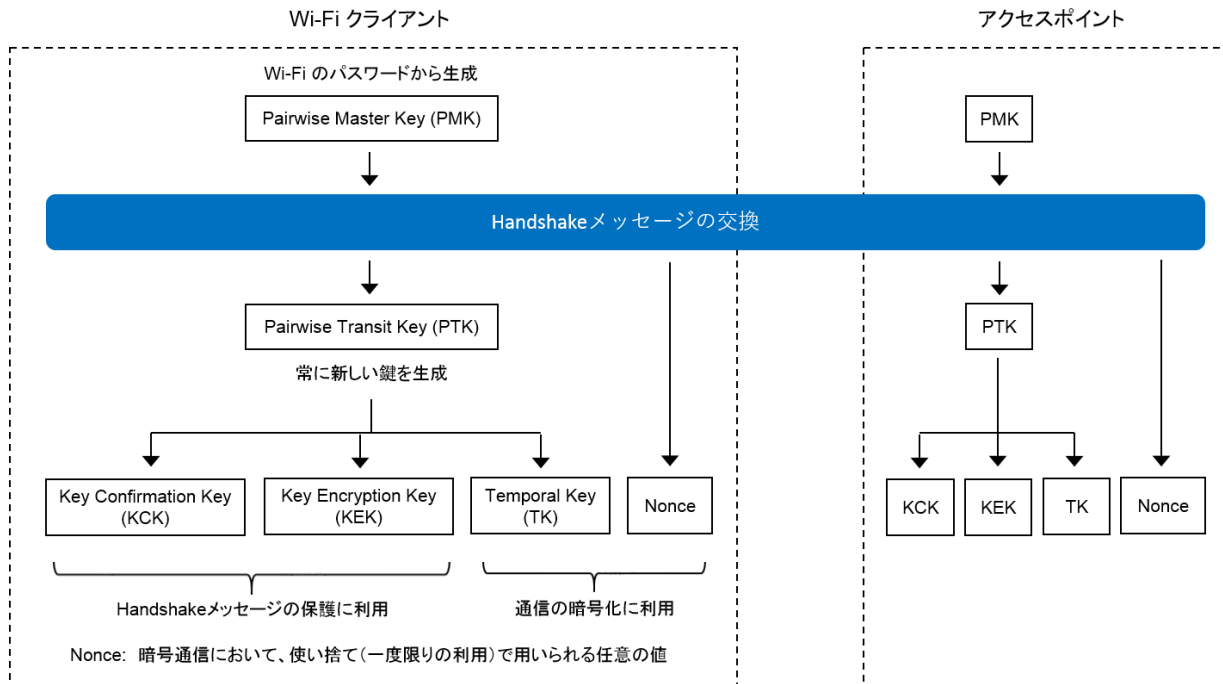 Wi-Fi クライアント
アクセスポイント
Wi-Fi のパスワードから生成
Pairwise Master Key (PMK)
PMK
Handshakeメッセージの交換
Pairwise Transit Key (PTK)
PTK
常に新しい鍵を生成
Key Confirmation Key
(KCK)
Key Encryption Key
(KEK)
Temporal Key
(TK)
Nonce
KCK
KEK
TK
Nonce
Handshakeメッセージの保護に利用
通信の暗号化に利用
Nonce: 暗号通信において、使い捨て(一度限りの利用)で用いられる任意の値